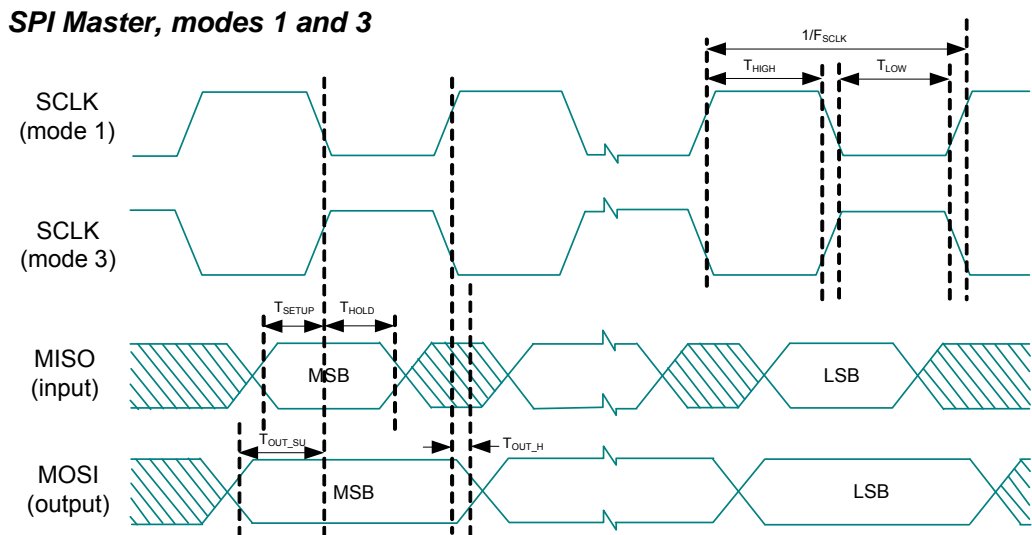 SPI Master, modes 1 and 3
1/FSCLK
THIGH
TLOW
SCLK
(mode 1)
SCLK
(mode 3)
TSETUP
THOLD
MISO
(input)
MSB
LSB
TOUT_SU
TOUT_H
MOSI
(output)
MSB
LSB